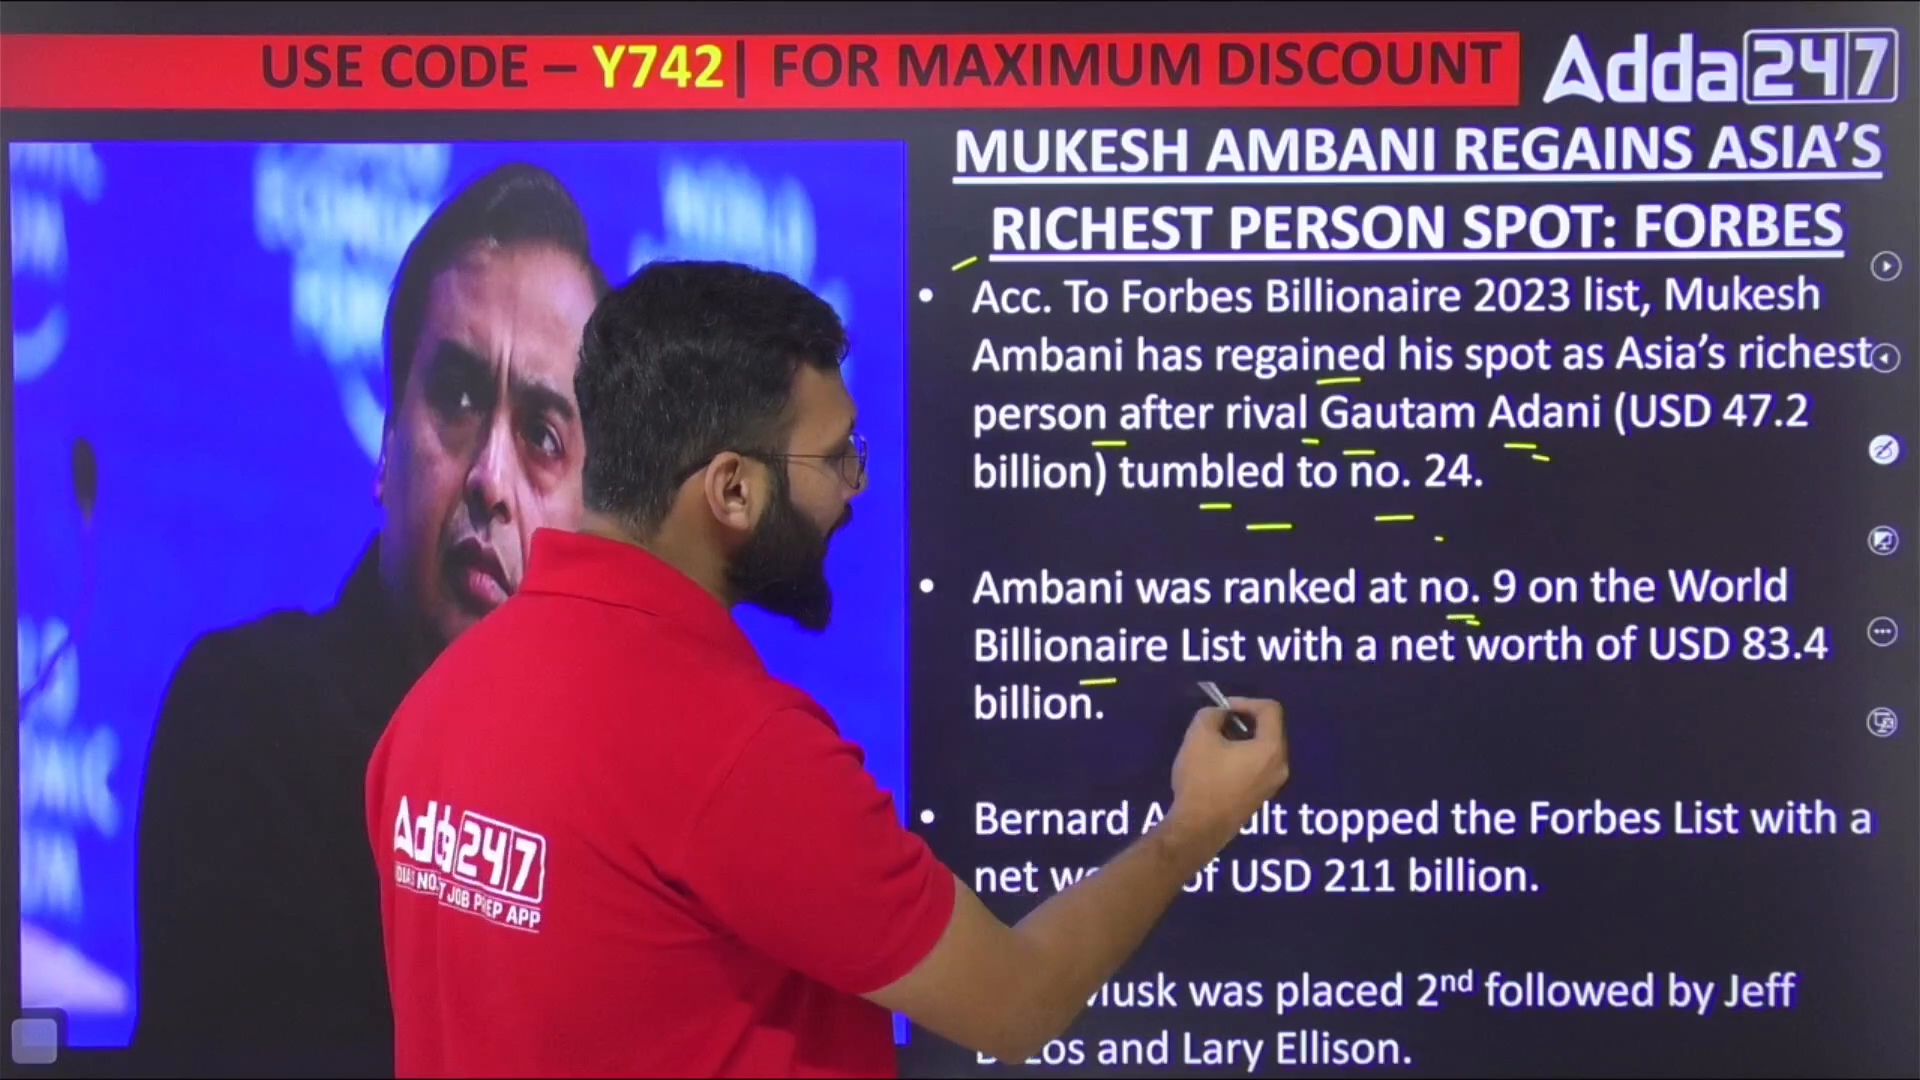 USE CODE – Y742 | FOR MAXIMUM DISCOUNT
Adda247
MUKESH AMBANI REGAINS ASIA'S
RICHEST PERSON SPOT: FORBES
• Acc. To Forbes Billionaire 2023 list, Mukesh
Ambani has regained his spot as Asia's richest
person after rival Gautam Adani (USD 47.2
billion) tumbled to no. 24.
• Ambani was ranked at no. 9 on the World
Billionaire List with a net worth of USD 83.4
billion.
• Bernard topped the Forbes List with a
net of USD 211 billion.
Musk was placed 2nd followed by Jeff
and Lary Ellison.
Adda247
JOB PREP APP